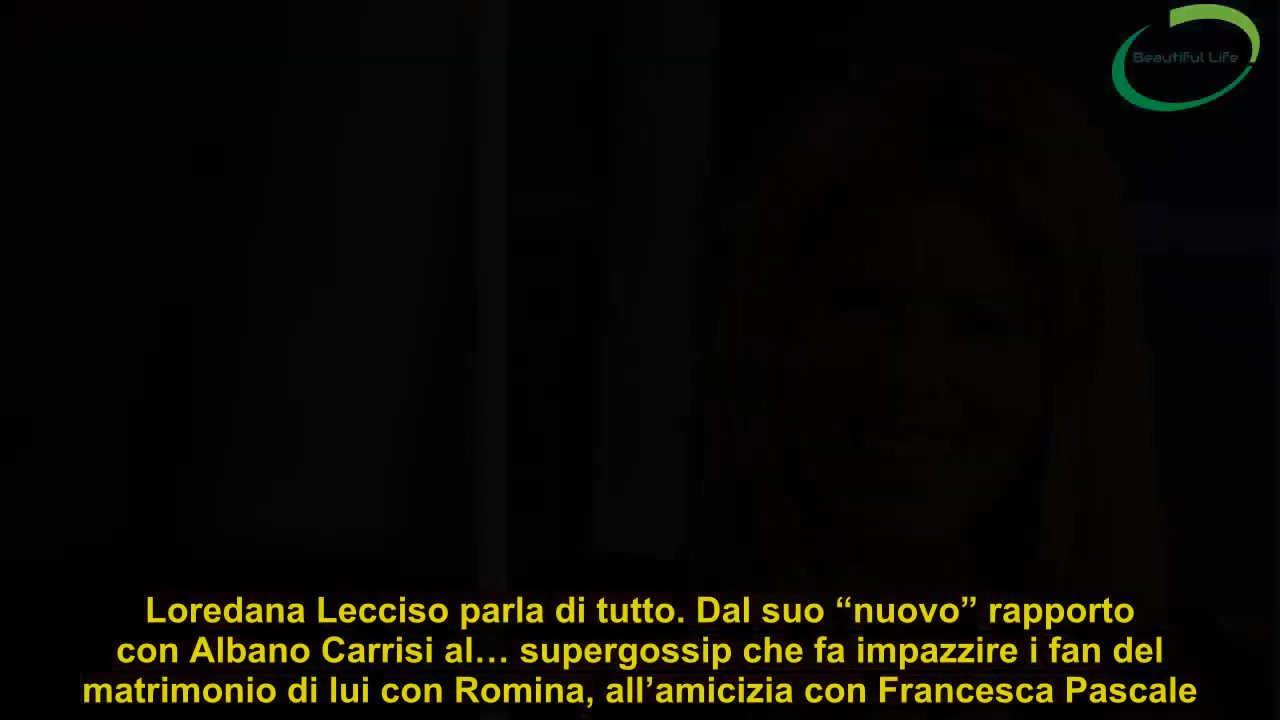 Beautiful Life
Loredana Lecciso parla di tutto. Dal suo “nuovo” rapporto
con Albano Carrisi al… supergossip che fa impazzire i fan del
matrimonio di lui con Romina, all’amicizia con Francesca Pascale